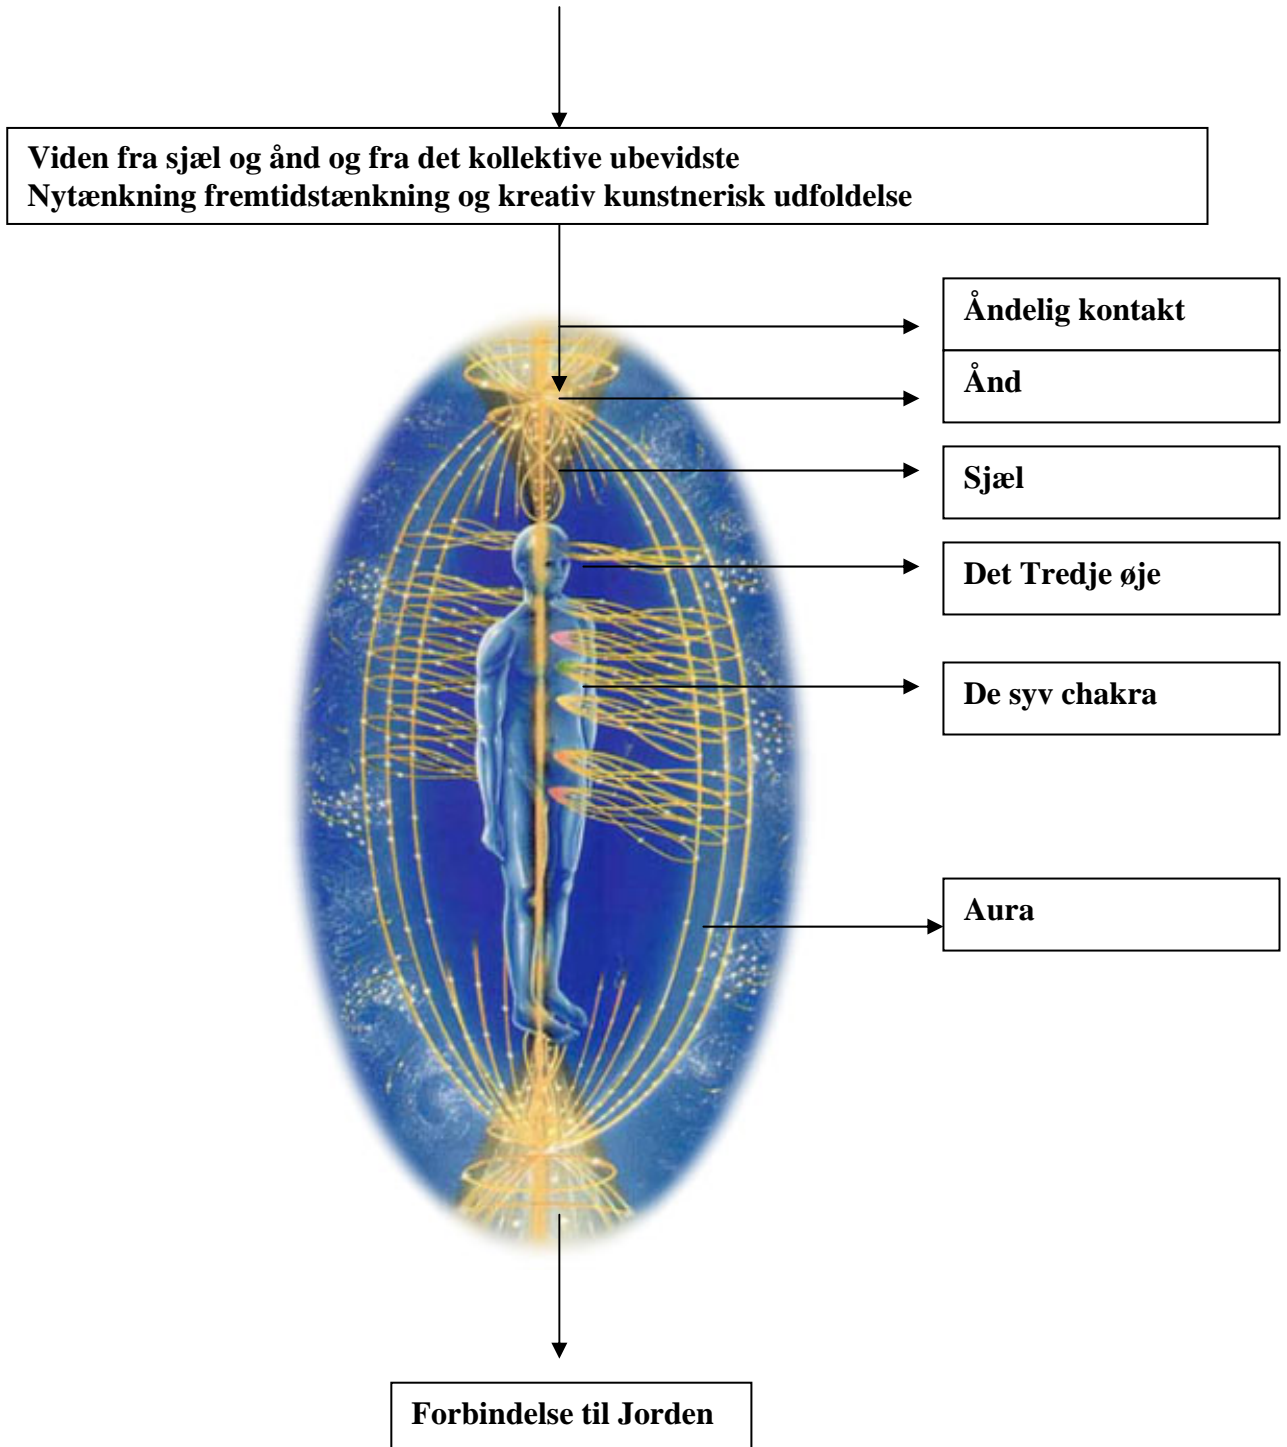 Viden fra sjæl og ånd og fra det kollektive ubevidste
Nytænkning fremtidstænkning og kreativ kunstnerisk udfoldelse
Åndelig kontakt
Ånd
Sjæl
Det Tredje øje
De syv chakra
Aura
Forbindelse til Jorden